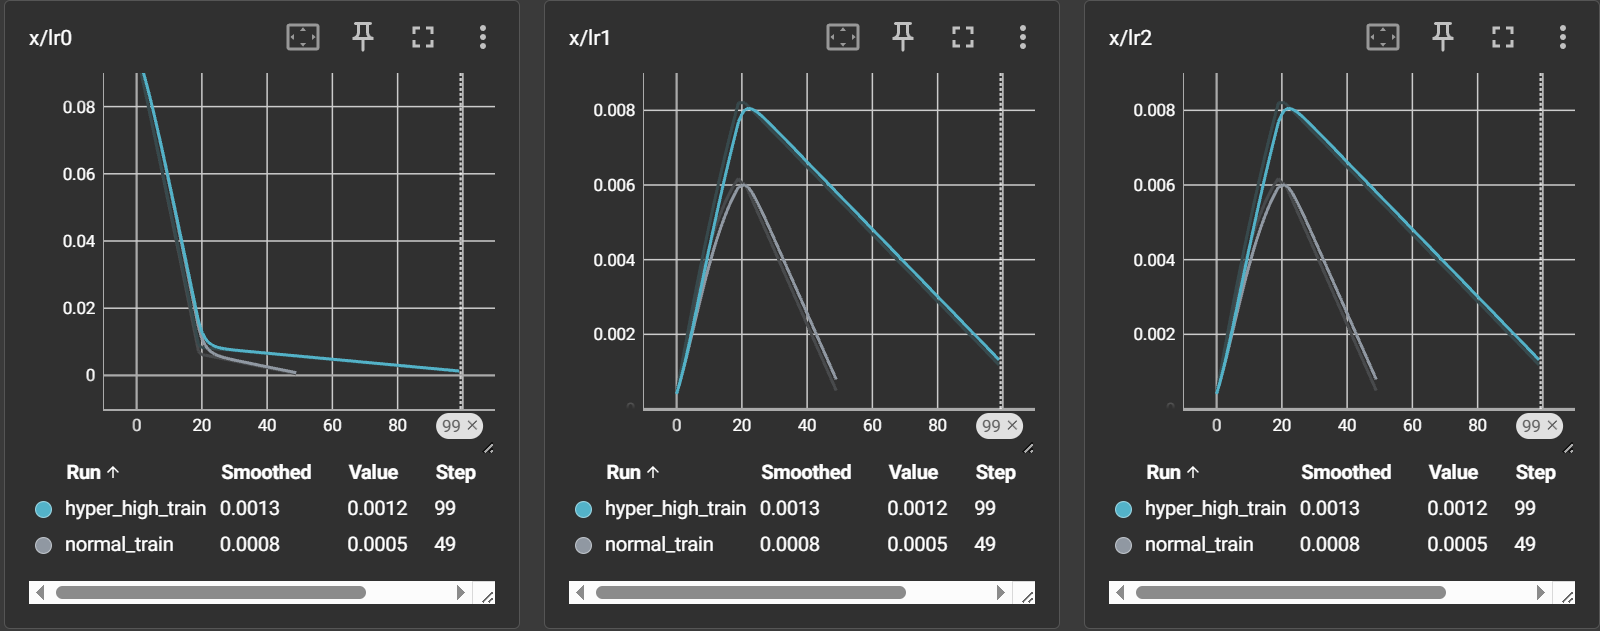 x/lr0
0.08
0.06
0.04
0.02
0
0 20 40 60 80 99 ×
Run ↑ Smoothed Value Step
hyper_high_train 0.0013 0.0012 99
normal_train 0.0008 0.0005 49
x/lr1
0.008
0.006
0.004
0.002
0
0 20 40 60 80 99 ×
Run ↑ Smoothed Value Step
hyper_high_train 0.0013 0.0012 99
normal_train 0.0008 0.0005 49
x/lr2
0.008
0.006
0.004
0.002
0
0 20 40 60 80 99 ×
Run ↑ Smoothed Value Step
hyper_high_train 0.0013 0.0012 99
normal_train 0.0008 0.0005 49